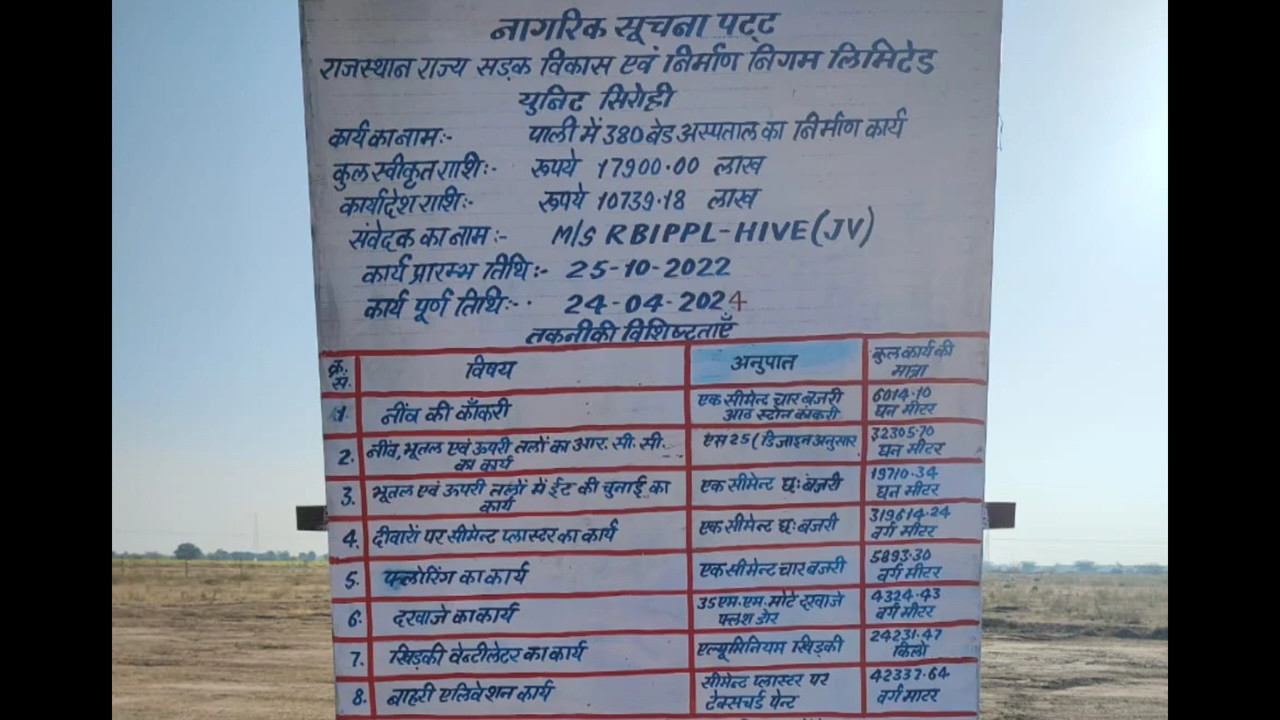 नागरिक सूचना पट्ट
राजस्थान राज्य सड़क विकास एवं निर्माण निगम लिमिटेड
युनिट सिरोही
कार्य का नाम:- पाली में 380 बेड अस्पताल का निर्माण कार्य
कुल स्वीकृत राशि:- रूपये 17900.00 लाख
कार्यादेश राशि:- रूपये 10739.18 लाख
संवेदक का नाम:- M/S RBIPPL-HIVE(JV)
कार्य प्रारम्भ तिथि:- 25-10-2022
कार्य पूर्ण तिथि:- 24-04-2024
तकनीकी विशिष्टताएँ
क्र. सं. विषय अनुपात कुल कार्य की मात्रा
1. नींव की काँकरी एक सीमेन्ट चार बजरी आठ स्टोन काकरी 6014.10 घन मीटर
2. नींव, भूतल एवं ऊपरी तलों का आर. सी. सी. का कार्य एम 25 ( डिजाइन अनुसार 32305.70 घन मीटर
3. भूतल एवं ऊपरी तलों में ईट की चुनाई का कार्य एक सीमेन्ट छः बजरी 19710.34 घन मीटर
4. दीवारों पर सीमेन्ट प्लास्टर का कार्य एक सीमेन्ट छः बजरी 319614.24 वर्ग मीटर
5. फ्लोरिंग का कार्य एक सीमेन्ट चार बजरी 5893.30 वर्ग मीटर
6. दरवाजे का कार्य 35 एम.एम. मोटे दरवाजे फ्लश डोर 4324.43 वर्ग मीटर
7. खिड़की वेन्टीलेटर का कार्य एल्यूमिनियम खिड़की 24231.47 किलो
8. बाहरी एलिवेशन कार्य सीमेन्ट प्लास्टर पर टेक्सचर्ड पेन्ट 42337.64 वर्ग माटर